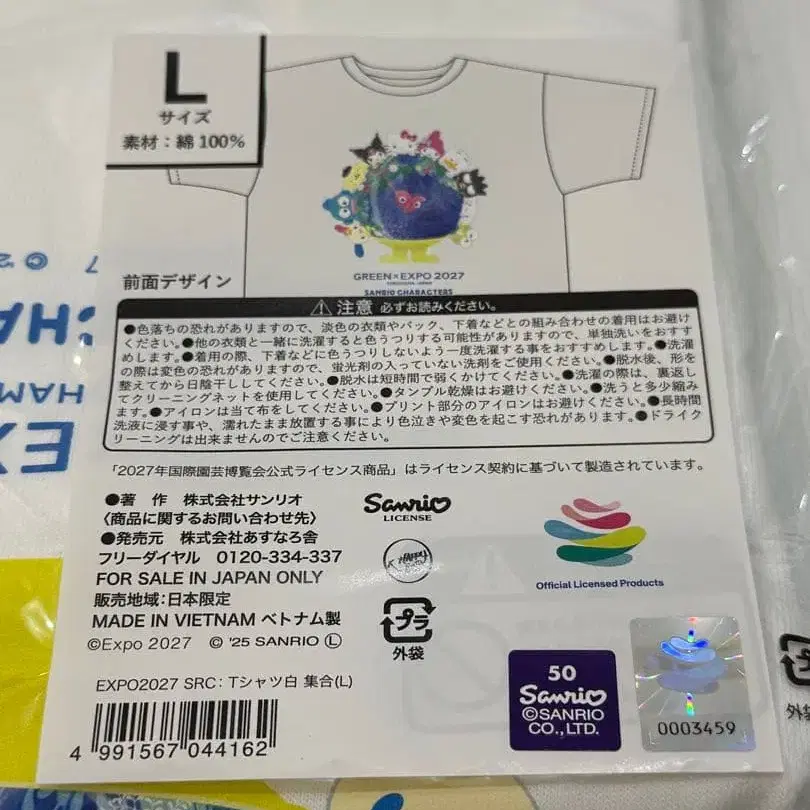 L
サイズ
素材：綿100%
GREEN×EXPO 2027
YOKOHAMA JAPAN
SANRIO CHARACTERS
前面デザイン
注意 必ずお読みください。
●色落ちの恐れがありますので、淡色の衣類やバック、下着などとの組み合わせの着用はお避け
ください。●他の衣類と一緒に洗濯すると色うつりする可能性がありますので、単独洗いをおすす
めします。●着用の際、下着などに色うつりしないよう一度洗濯する事をおすすめします。●洗濯
の際は変色の恐れがありますので、蛍光剤の入っていない洗剤をご使用ください。●脱水後、形を
整えてから日陰干ししてください。●脱水は短時間で弱くかけてください。●洗濯の際は、裏返し
てクリーニングネットを使用してください。●タンブル乾燥はお避けください。●洗うと多少縮み
ます。●アイロンは当て布をしてください。●プリント部分のアイロンはお避けください。●長時間
洗液に浸す事や、濡れたまま放置する事により色泣きや変色を起こす恐れがあります。●ドライク
リーニングは出来ませんのでご注意ください。
「2027年国際園芸博覧会公式ライセンス商品」はライセンス契約に基づいて製造されています。
●著　作　株式会社サンリオ
〈商品に関するお問い合わせ先〉
●発売元　株式会社あすなろ舎
フリーダイヤル　0120-334-337
FOR SALE IN JAPAN ONLY
販売地域：日本限定
MADE IN VIETNAM ベトナム製
©Expo 2027　© '25 SANRIO Ⓛ
Sanrio
LICENSE
HAPPY
プラ
外袋
Official Licensed Products
EXPO2027 SRC：Tシャツ白 集合(L)
4 991567 044162
50
Sanrio
©SANRIO
CO., LTD.
0003459
プラ
外袋